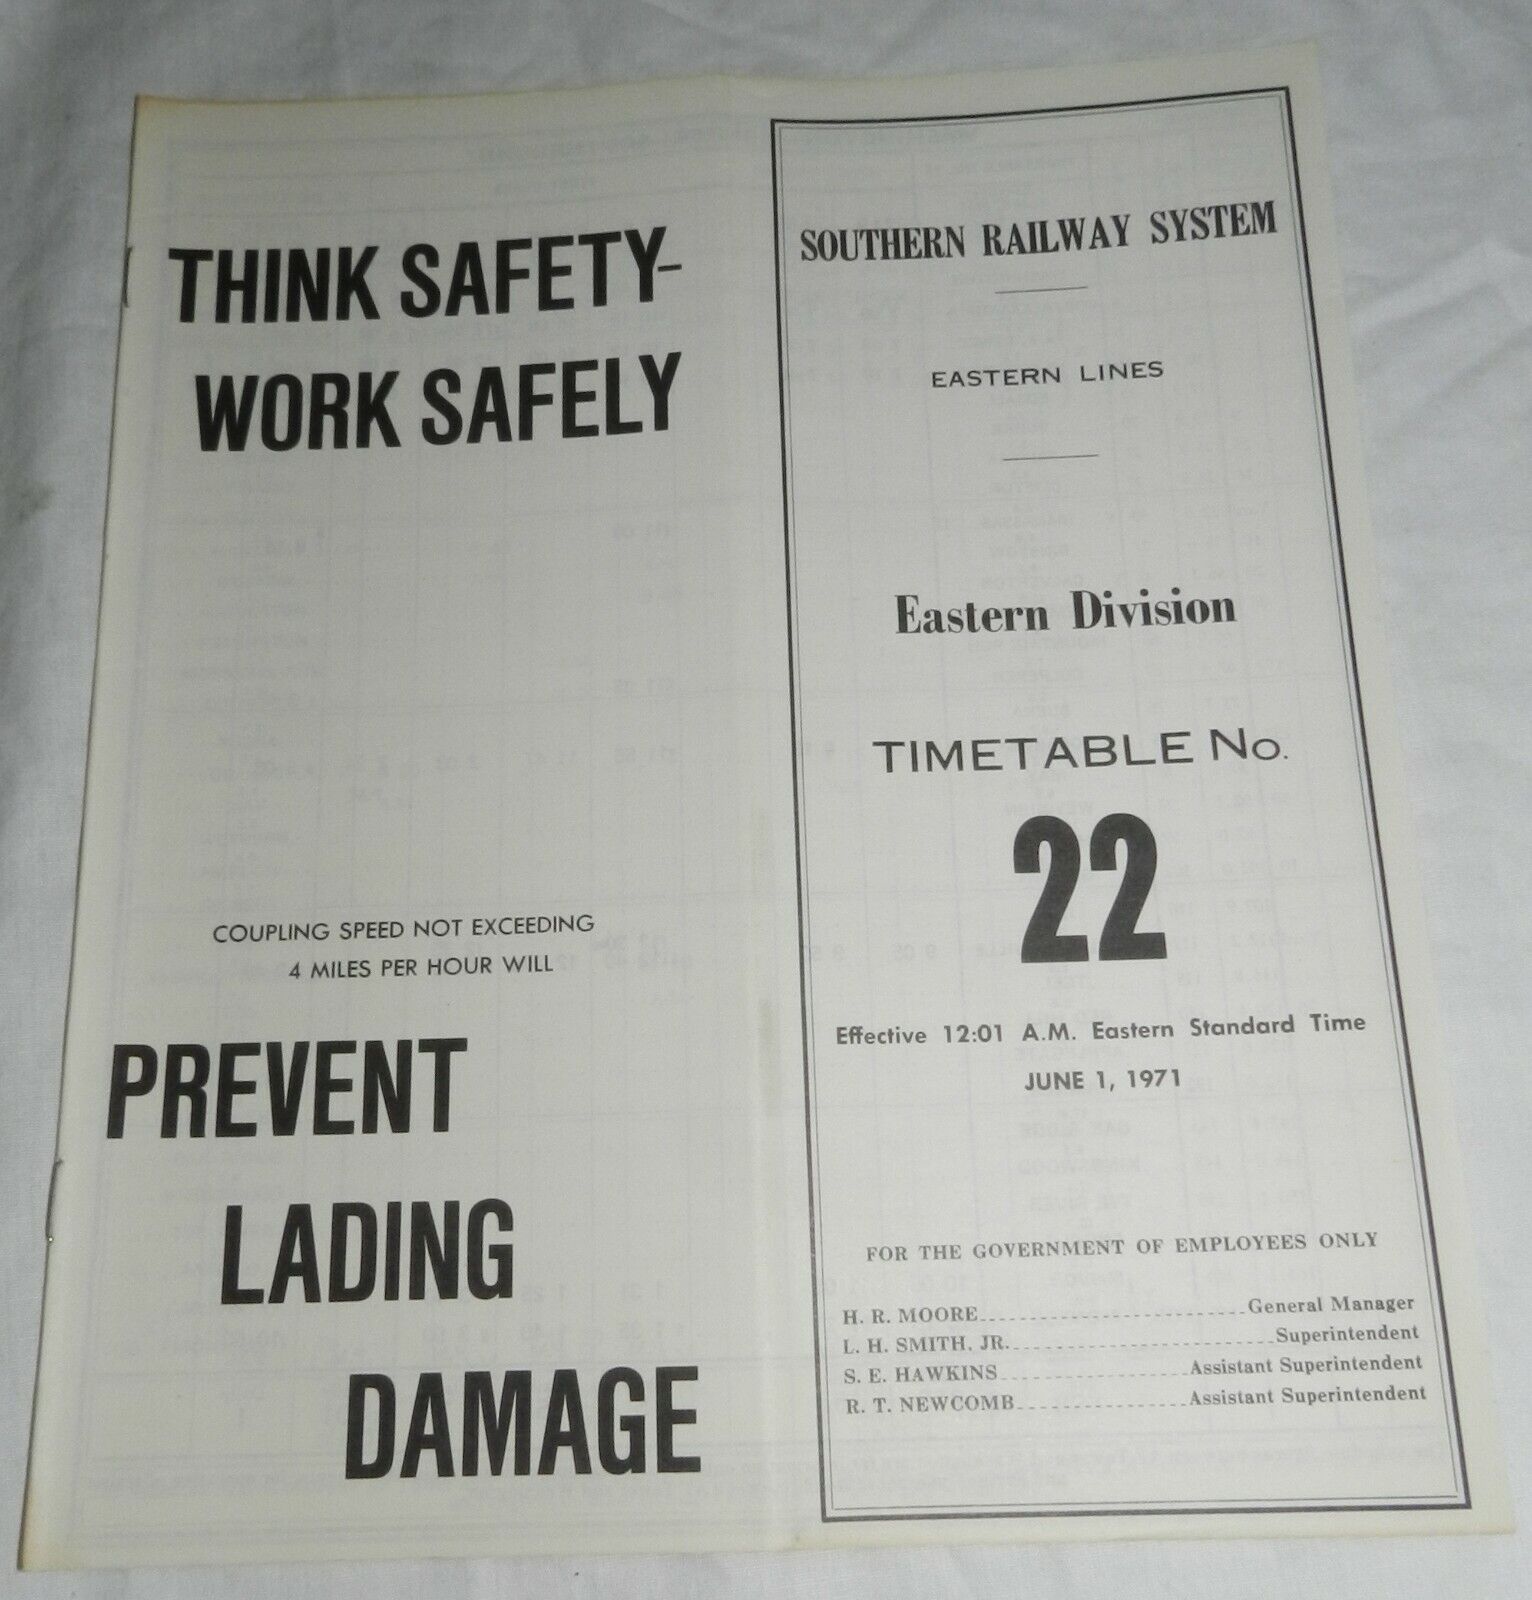 THINK SAFETY-
WORK SAFELY
COUPLING SPEED NOT EXCEEDING
4 MILES PER HOUR WILL
PREVENT
LADING
DAMAGE
SOUTHERN RAILWAY SYSTEM
EASTERN LINES
Eastern Division
TIMETABLE No.
22
Effective 12:01 A.M. Eastern Standard Time
JUNE 1, 1971
FOR THE GOVERNMENT OF EMPLOYEES ONLY
H. R. MOORE General Manager
L. H. SMITH, JR. Superintendent
S. E. HAWKINS Assistant Superintendent
R. T. NEWCOMB Assistant Superintendent